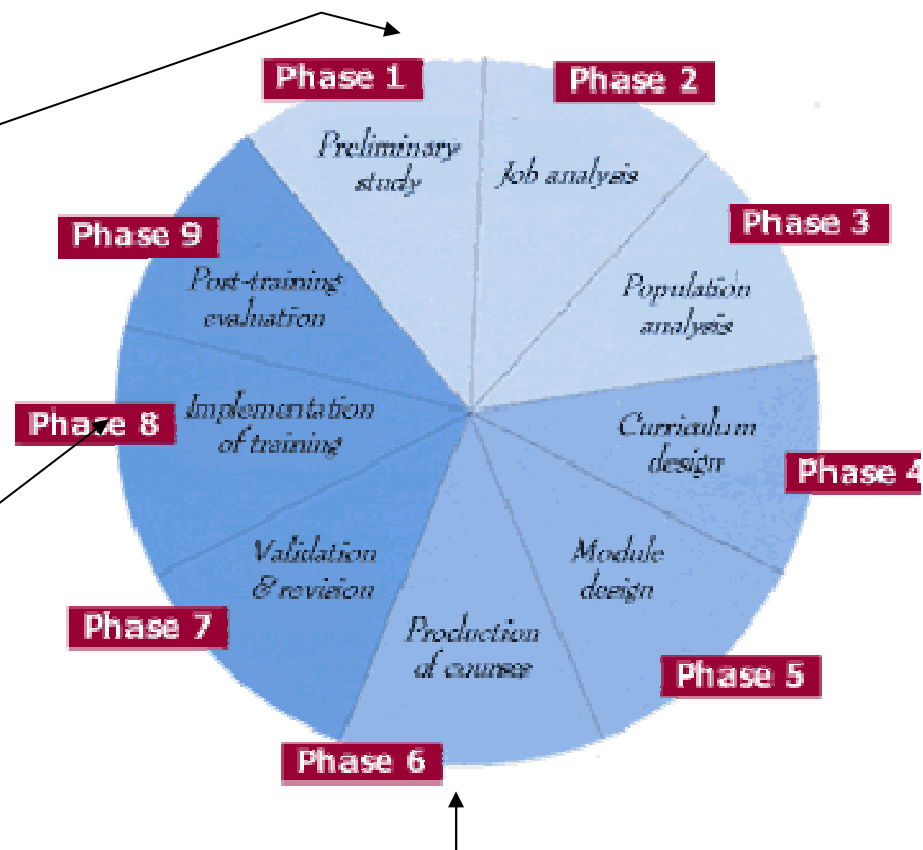 Phase 1
Preliminary
study
Phase 2
Job analysis
Phase 3
Population
analysis
Phase 4
Curriculum
design
Phase 5
Module
design
Phase 6
Production
of courses
Phase 7
Validation
& revision
Phase 8
Implementation
of training
Phase 9
Post-training
evaluation